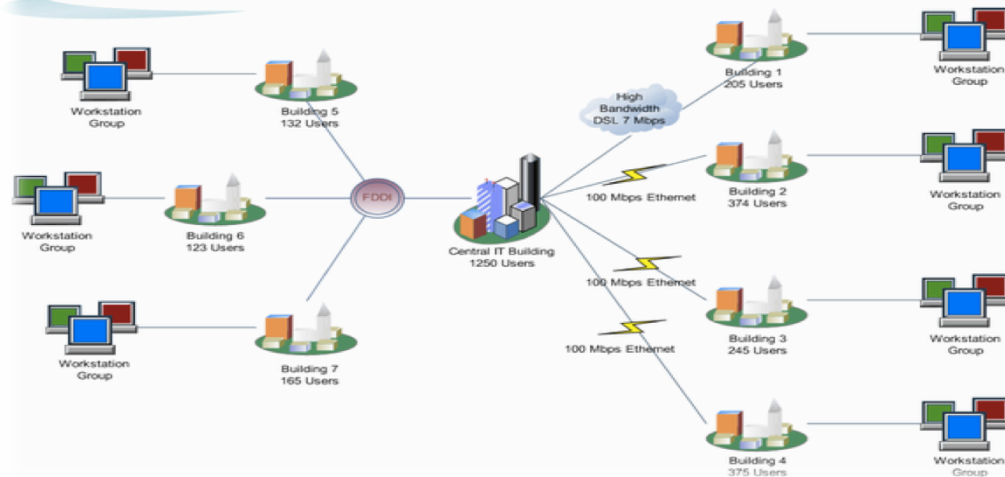 Building 1
205 Users
Workstation
Group
High
Bandwidth
DSL 7 Mbps
Workstation
Group
Building 5
132 Users
100 Mbps Ethernet
Building 2
374 Users
Workstation
Group
FDDI
Workstation
Group
Building 6
123 Users
Central IT Building
1250 Users
100 Mbps Ethernet
Building 3
245 Users
Workstation
Group
100 Mbps Ethernet
Workstation
Group
Building 7
165 Users
Building 4
375 Users
Workstation
Group